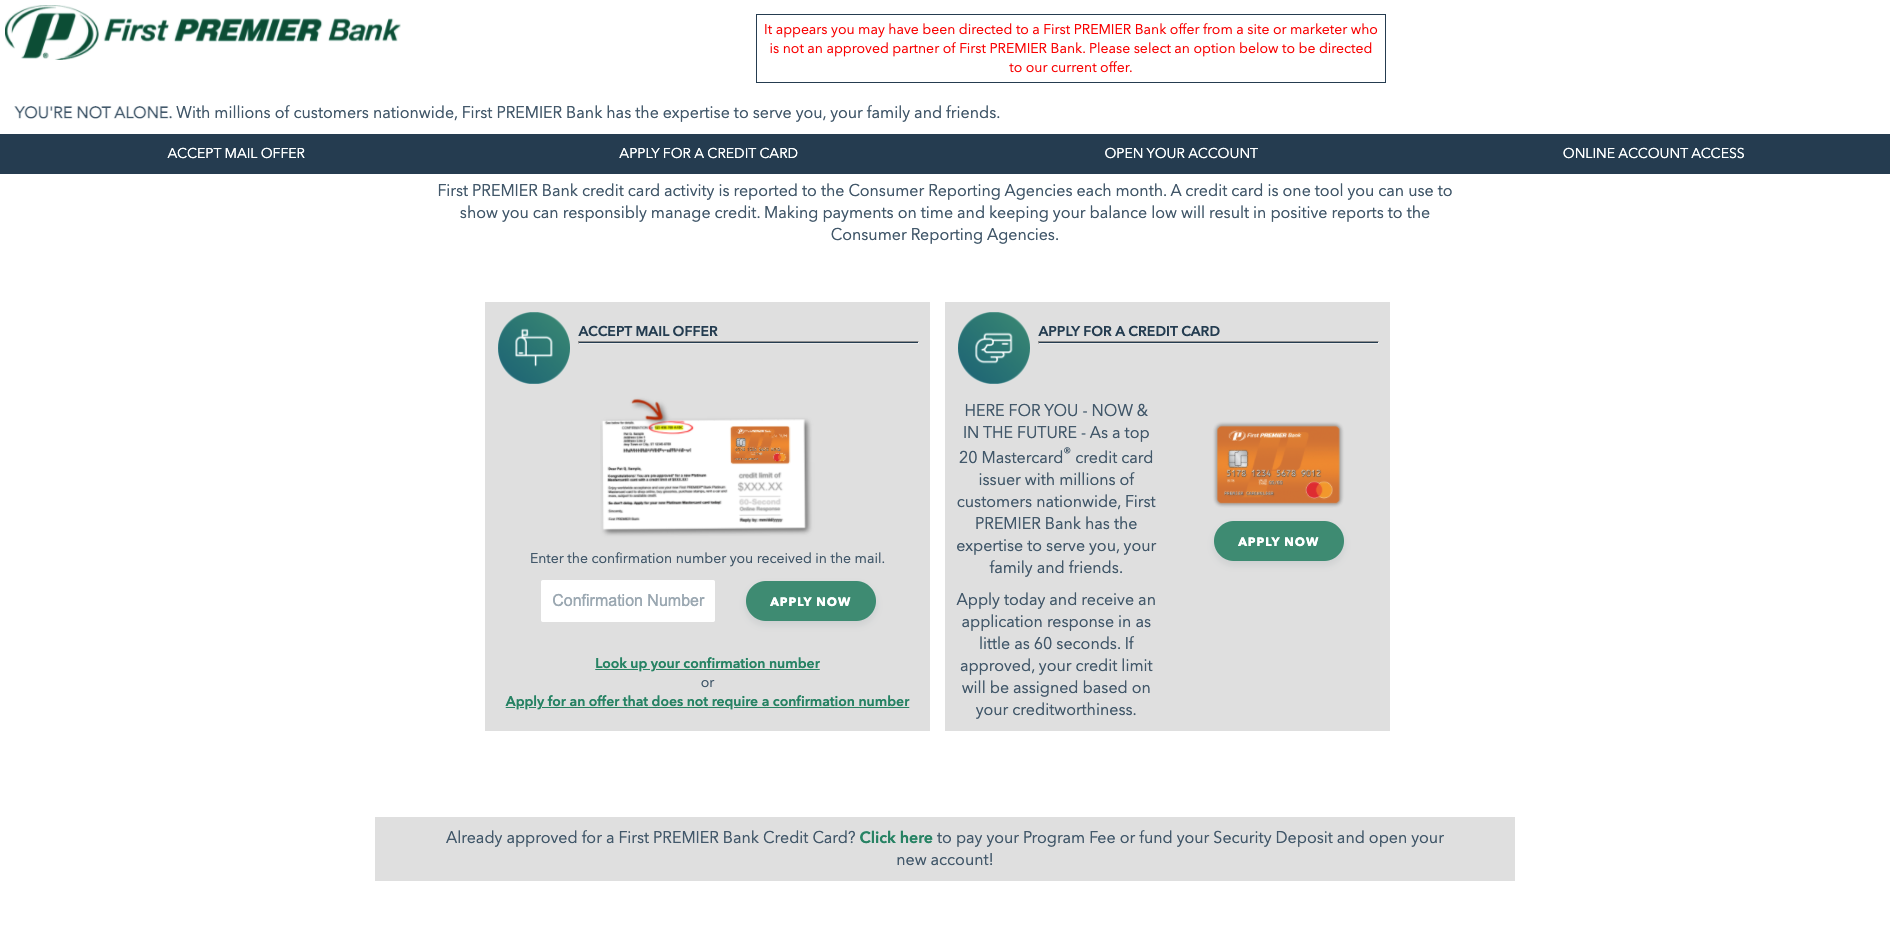 First PREMIER Bank
It appears you may have been directed to a First PREMIER Bank offer from a site or marketer who
is not an approved partner of First PREMIER Bank. Please select an option below to be directed
to our current offer.
YOU'RE NOT ALONE. With millions of customers nationwide, First PREMIER Bank has the expertise to serve you, your family and friends.
ACCEPT MAIL OFFER
APPLY FOR A CREDIT CARD
OPEN YOUR ACCOUNT
ONLINE ACCOUNT ACCESS
First PREMIER Bank credit card activity is reported to the Consumer Reporting Agencies each month. A credit card is one tool you can use to
show you can responsibly manage credit. Making payments on time and keeping your balance low will result in positive reports to the
Consumer Reporting Agencies.
ACCEPT MAIL OFFER
credit limit of
$XXX.XX
60-Second
Online Response
Enter the confirmation number you received in the mail.
Confirmation Number
APPLY NOW
Look up your confirmation number
or
Apply for an offer that does not require a confirmation number
APPLY FOR A CREDIT CARD
HERE FOR YOU - NOW &
IN THE FUTURE - As a top
20 Mastercard® credit card
issuer with millions of
customers nationwide, First
PREMIER Bank has the
expertise to serve you, your
family and friends.
Apply today and receive an
application response in as
little as 60 seconds. If
approved, your credit limit
will be assigned based on
your creditworthiness.
First PREMIER Bank
5178 1234 5678 9012
APPLY NOW
Already approved for a First PREMIER Bank Credit Card? Click here to pay your Program Fee or fund your Security Deposit and open your
new account!